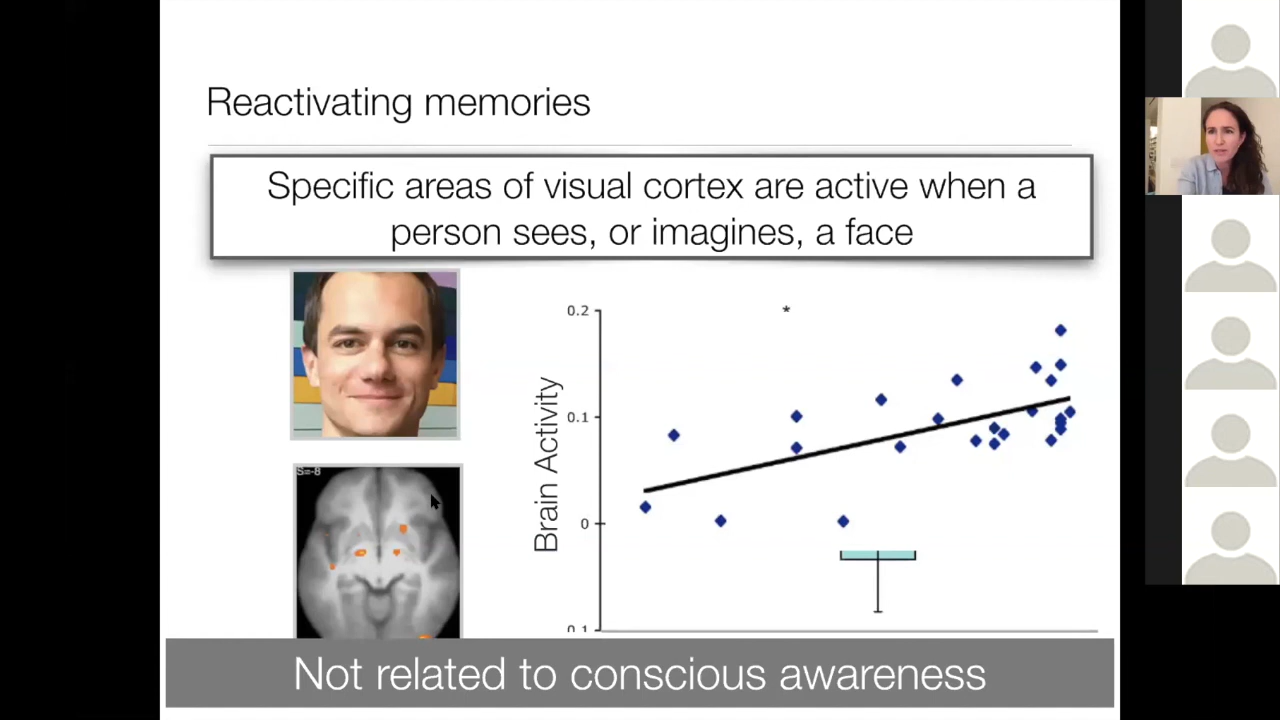 Reactivating memories
Specific areas of visual cortex are active when a
person sees, or imagines, a face
S=-8
Brain Activity
0.2
*
0.1
0
0.1
Not related to conscious awareness